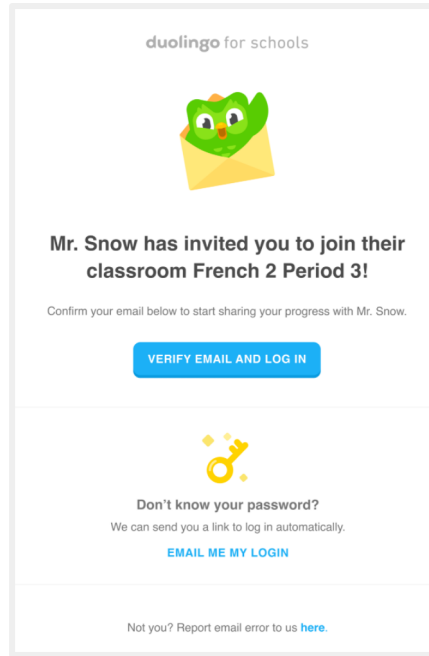 duolingo for schools
Mr. Snow has invited you to join their
classroom French 2 Period 3!
Confirm your email below to start sharing your progress with Mr. Snow.
VERIFY EMAIL AND LOG IN
Don't know your password?
We can send you a link to log in automatically.
EMAIL ME MY LOGIN
Not you? Report email error to us here.